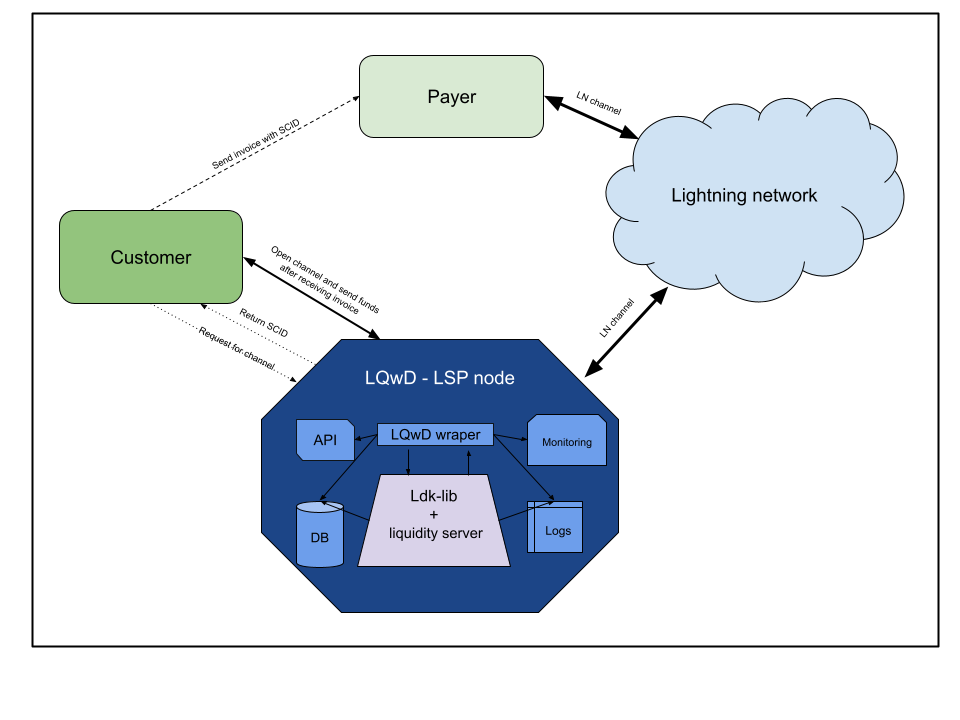 Payer
LN channel
Send invoice with SCID
Lightning network
Customer
Open channel and send funds
after receiving invoice
Return SCID
Request for channel
LN channel
LQwD - LSP node
API
LQwD wraper
Monitoring
Ldk-lib
+
liquidity server
DB
Logs